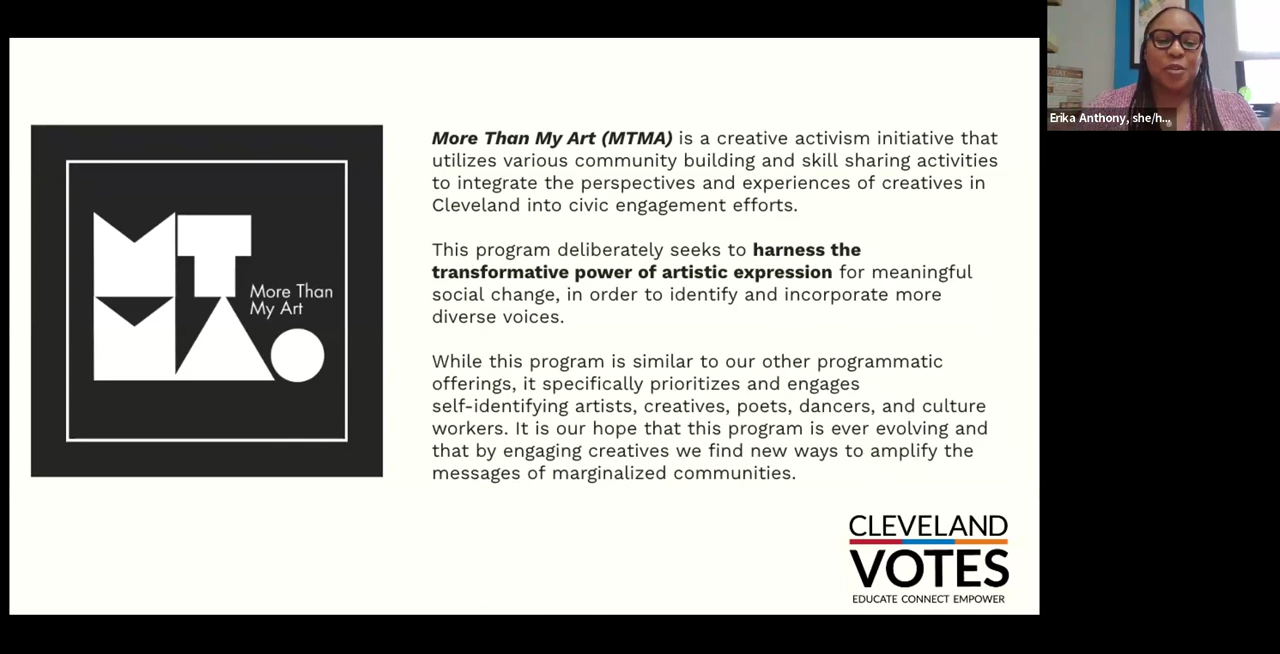 More Than My Art (MTMA) is a creative activism initiative that
utilizes various community building and skill sharing activities
to integrate the perspectives and experiences of creatives in
Cleveland into civic engagement efforts.
This program deliberately seeks to harness the
transformative power of artistic expression for meaningful
social change, in order to identify and incorporate more
diverse voices.
While this program is similar to our other programmatic
offerings, it specifically prioritizes and engages
self-identifying artists, creatives, poets, dancers, and culture
workers. It is our hope that this program is ever evolving and
that by engaging creatives we find new ways to amplify the
messages of marginalized communities.
MT
MA
More Than
My Art
CLEVELAND
VOTES
EDUCATE CONNECT EMPOWER
Erika Anthony, she/h...